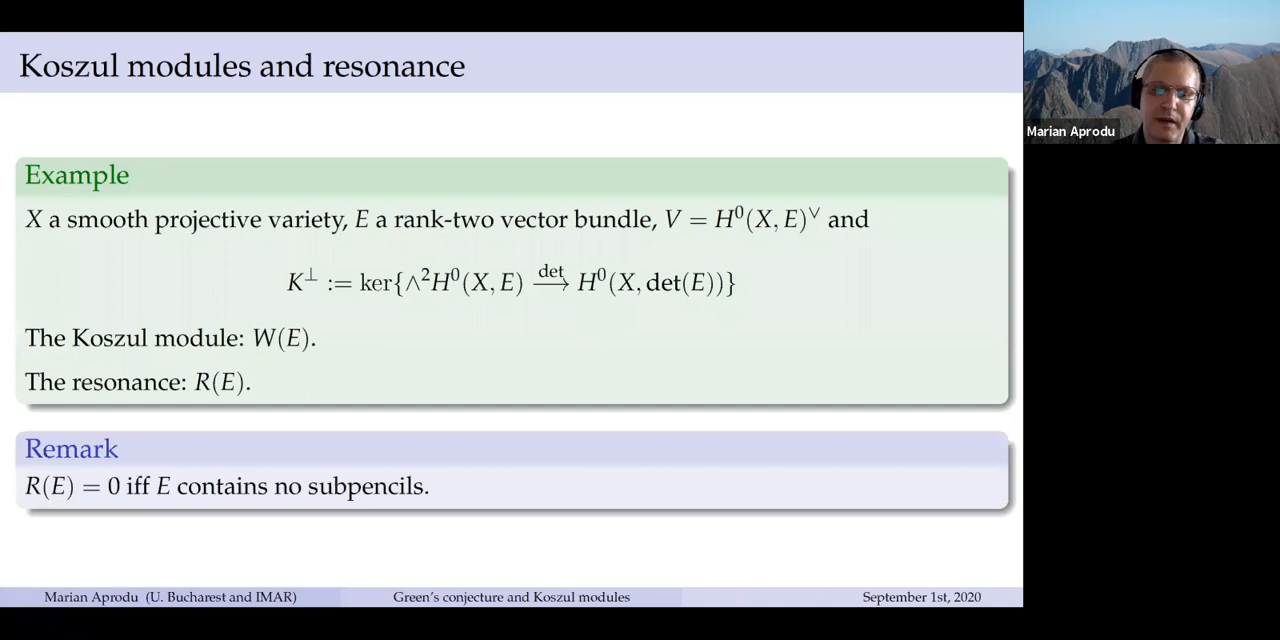 Koszul modules and resonance
Marian Aprodu
Example
X a smooth projective variety, E a rank-two vector bundle, V = H⁰(X, E)^∨ and
K^⊥ := ker{∧²H⁰(X, E) →^det H⁰(X, det(E))}
The Koszul module: W(E).
The resonance: R(E).
Remark
R(E) = 0 iff E contains no subpencils.
Marian Aprodu (U. Bucharest and IMAR)
Green's conjecture and Koszul modules
September 1st, 2020